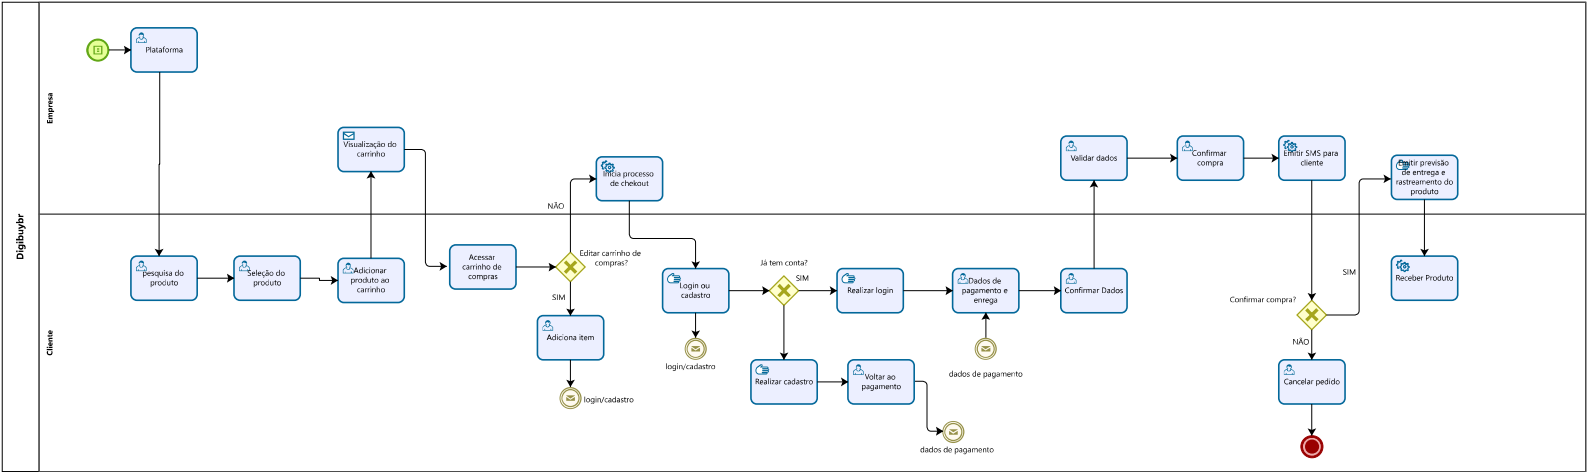 Digibuybr
Empresa
Plataforma
Visualização do
carrinho
Inicia processo
de chekout
NÃO
Validar dados
Confirmar
compra
Emitir SMS para
cliente
Emitir previsão
de entrega e
rastreamento do
produto
Cliente
pesquisa do
produto
Seleção do
produto
Adicionar
produto ao
carrinho
Acessar
carrinho de
compras
Editar carrinho de
compras?
SIM
Adiciona item
login/cadastro
Login ou
cadastro
login/cadastro
Já tem conta?
SIM
Realizar login
Realizar cadastro
Voltar ao
pagamento
dados de pagamento
Dados de
pagamento e
enrega
dados de pagamento
Confirmar Dados
Confirmar compra?
SIM
NÃO
Receber Produto
Cancelar pedido